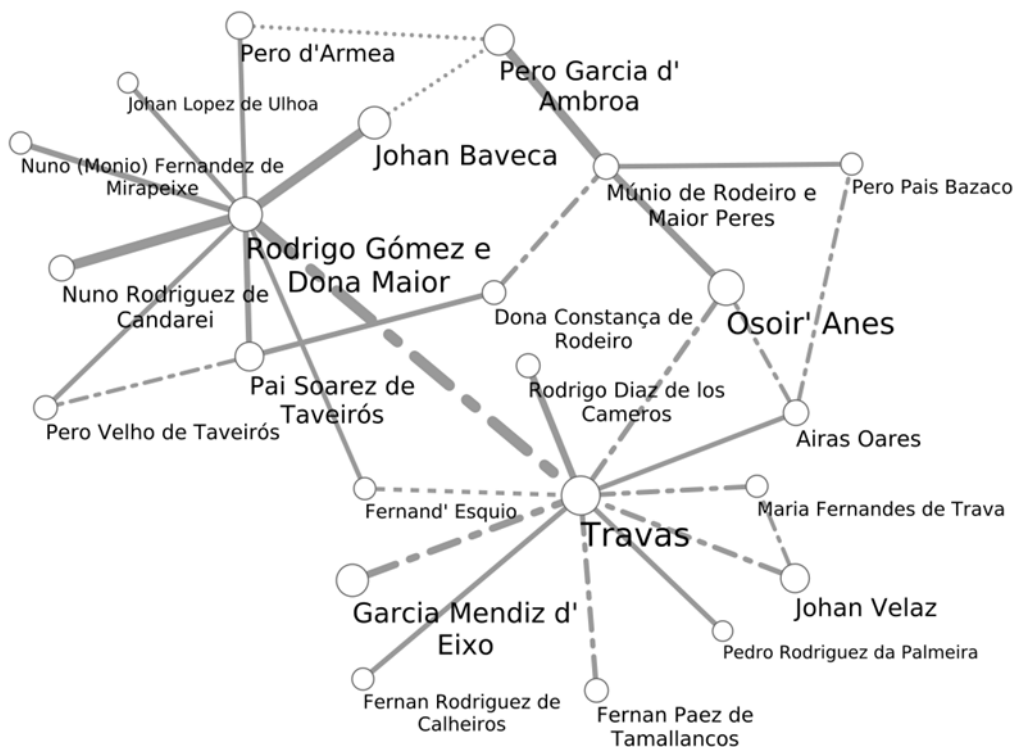 Pero d'Armea
Pero Garcia d'
Ambroa
Johan Lopez de Ulhoa
Johan Baveca
Nuno (Monio) Fernandez de
Mirapeixe
Múnio de Rodeiro e
Maior Peres
Pero Pais Bazaco
Rodrigo Gómez e
Dona Maior
Nuno Rodriguez de
Candarei
Dona Constança de
Rodeiro
Osoir' Anes
Pai Soarez de
Taveirós
Rodrigo Diaz de los
Cameros
Pero Velho de Taveirós
Airas Oares
Fernand' Esquio
Maria Fernandes de Trava
Travas
Garcia Mendiz d'
Eixo
Johan Velaz
Pedro Rodriguez da Palmeira
Fernan Rodriguez de
Calheiros
Fernan Paez de
Tamallancos